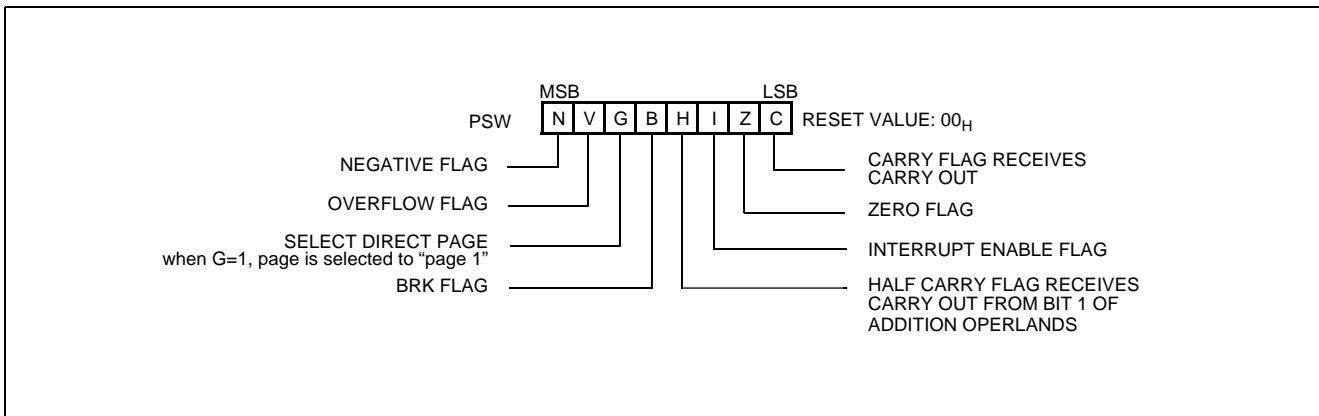 MSB LSB
PSW N V G B H I Z C RESET VALUE: 00H
NEGATIVE FLAG
OVERFLOW FLAG
SELECT DIRECT PAGE
when G=1, page is selected to “page 1”
BRK FLAG
CARRY FLAG RECEIVES
CARRY OUT
ZERO FLAG
INTERRUPT ENABLE FLAG
HALF CARRY FLAG RECEIVES
CARRY OUT FROM BIT 1 OF
ADDITION OPERLANDS